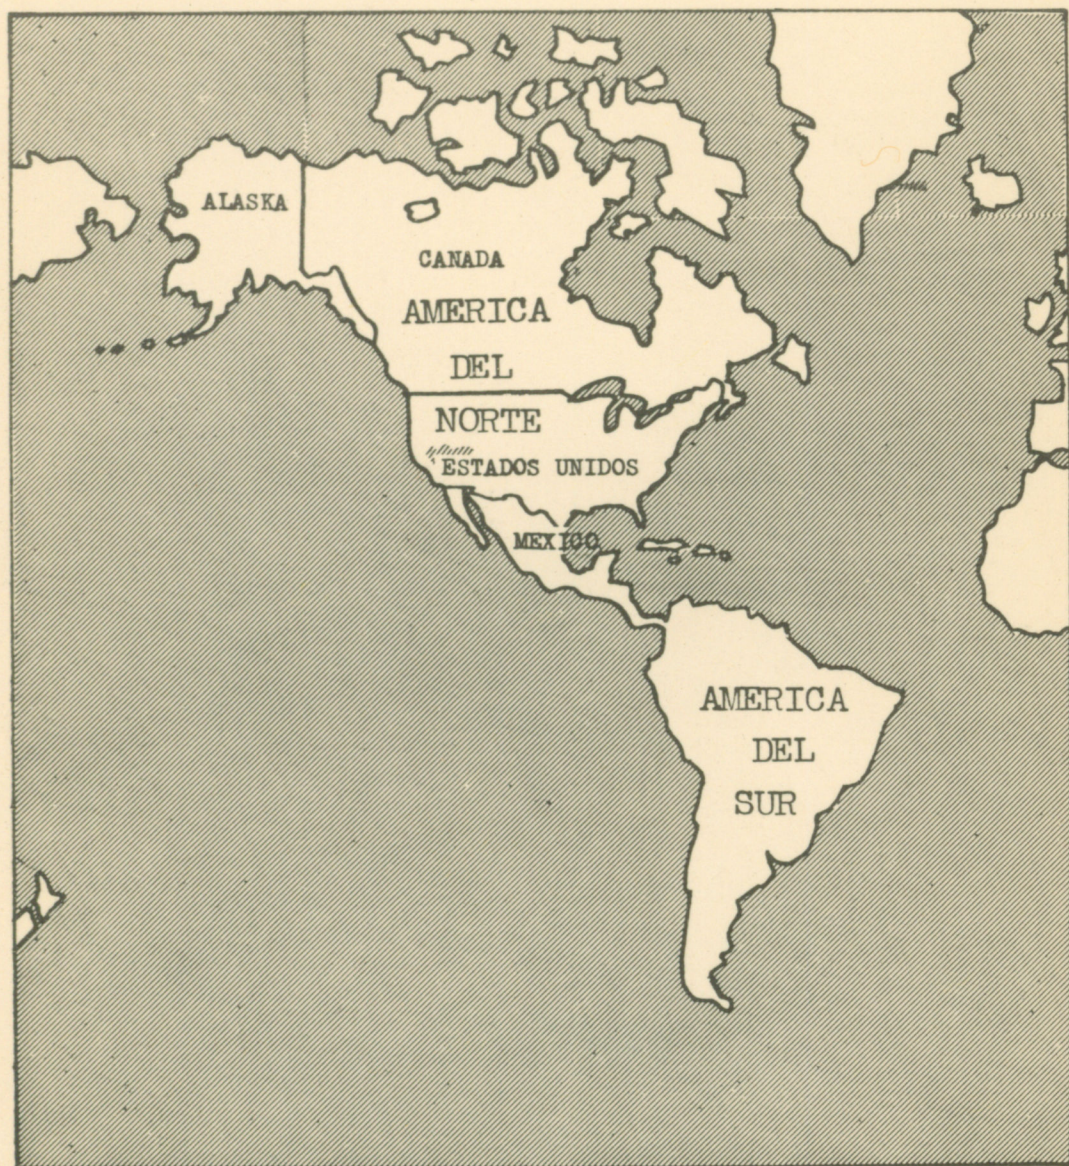 ALASKA
CANADA
AMERICA
DEL
NORTE
ESTADOS UNIDOS
MEXICO
AMERICA
DEL
SUR